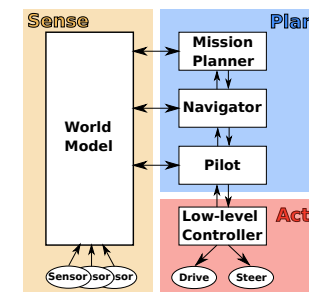 Sense
Plan
Mission
Planner
Navigator
World
Model
Pilot
Act
Low-level
Controller
Sensor
sor
sor
Drive
Steer